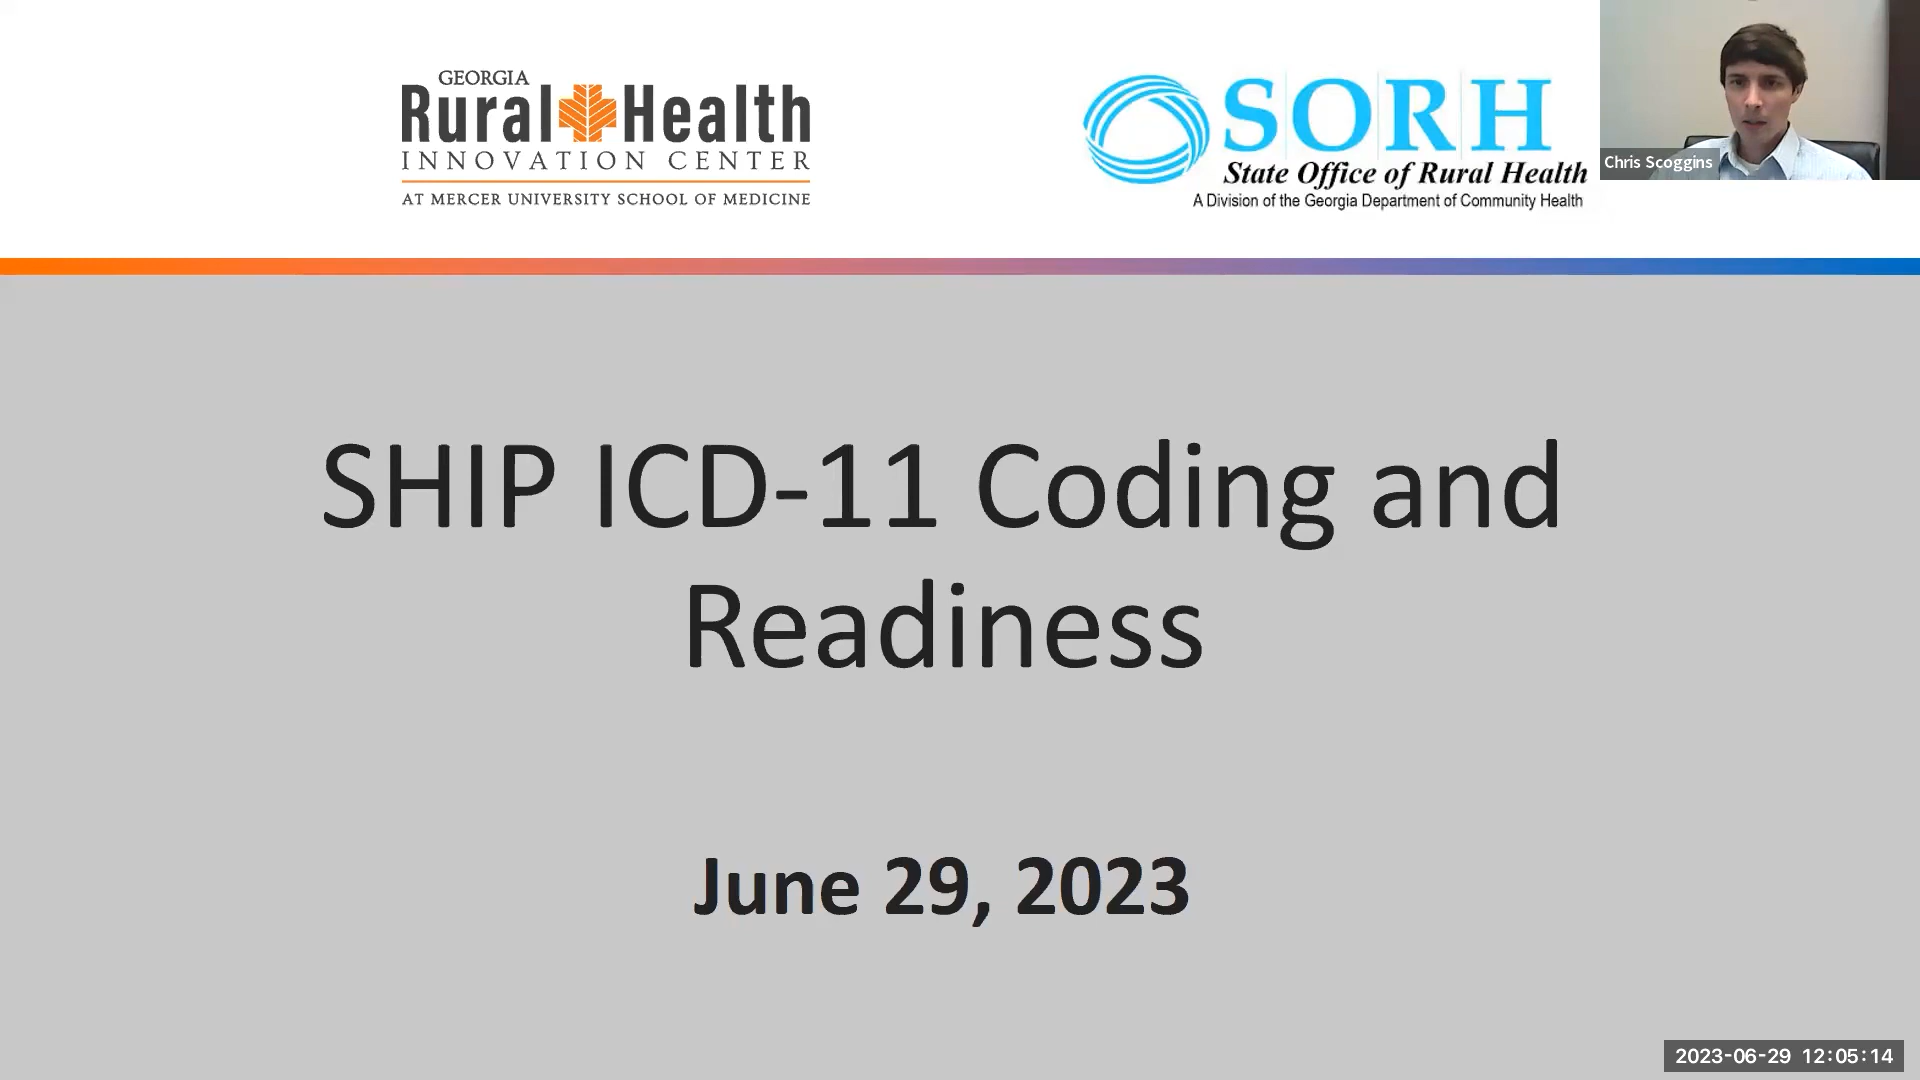 GEORGIA
Rural Health
INNOVATION CENTER
AT MERCER UNIVERSITY SCHOOL OF MEDICINE
SORH
State Office of Rural Health
A Division of the Georgia Department of Community Health
Chris Scoggins
SHIP ICD-11 Coding and
Readiness
June 29, 2023
2023-06-29 12:05:14